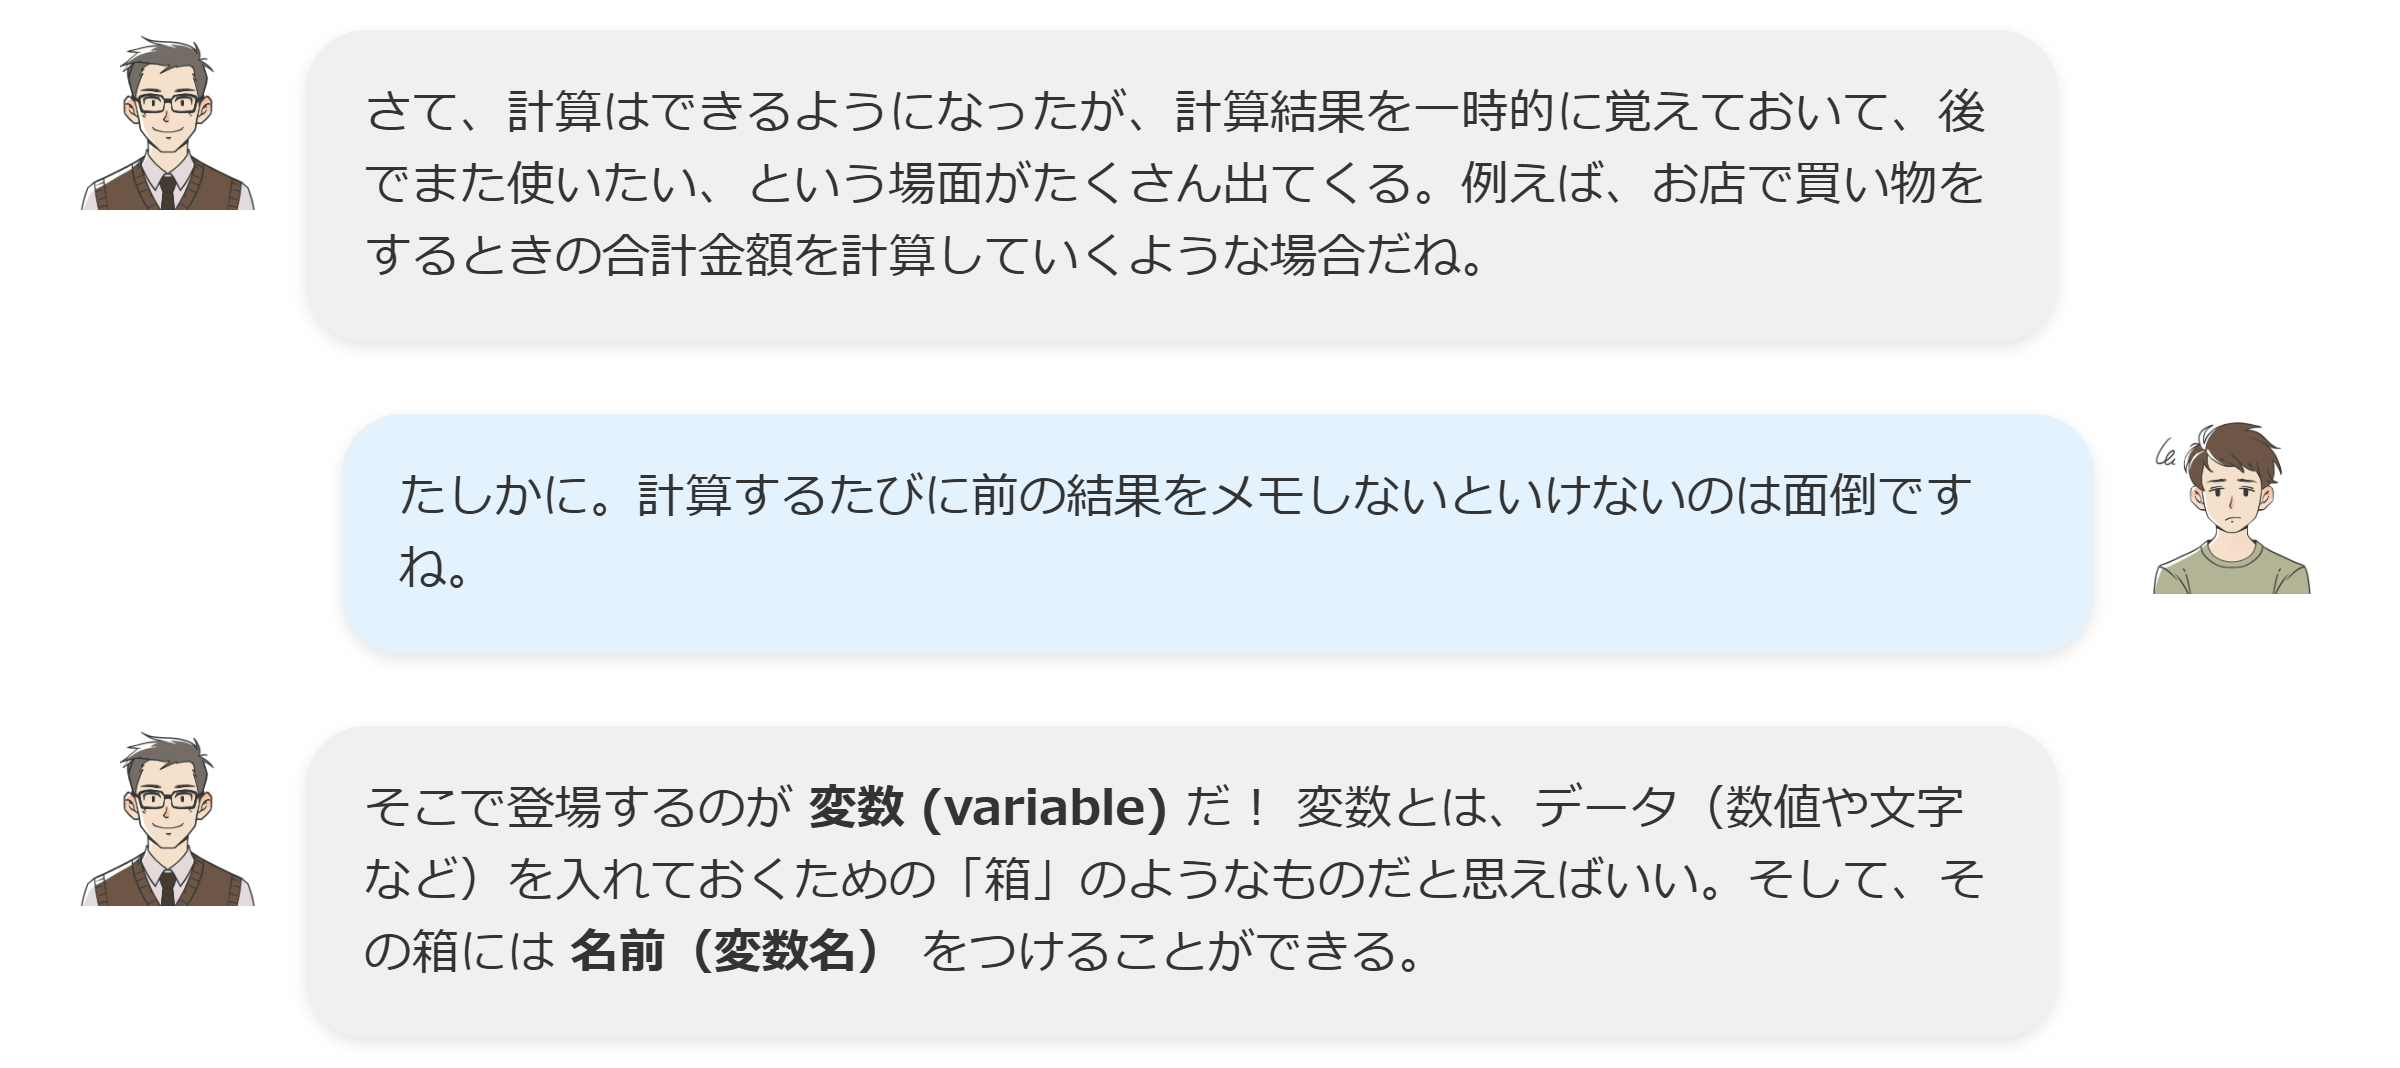 さて、計算はできるようになったが、計算結果を一時的に覚えておいて、後
でまた使いたい、という場面がたくさん出てくる。例えば、お店で買い物を
するときの合計金額を計算していくような場合だね。
たしかに。計算するたびに前の結果をメモしないといけないのは面倒です
ね。
そこで登場するのが 変数 (variable) だ！ 変数とは、データ（数値や文字
など）を入れておくための「箱」のようなものだと思えばいい。そして、そ
の箱には 名前（変数名） をつけることができる。